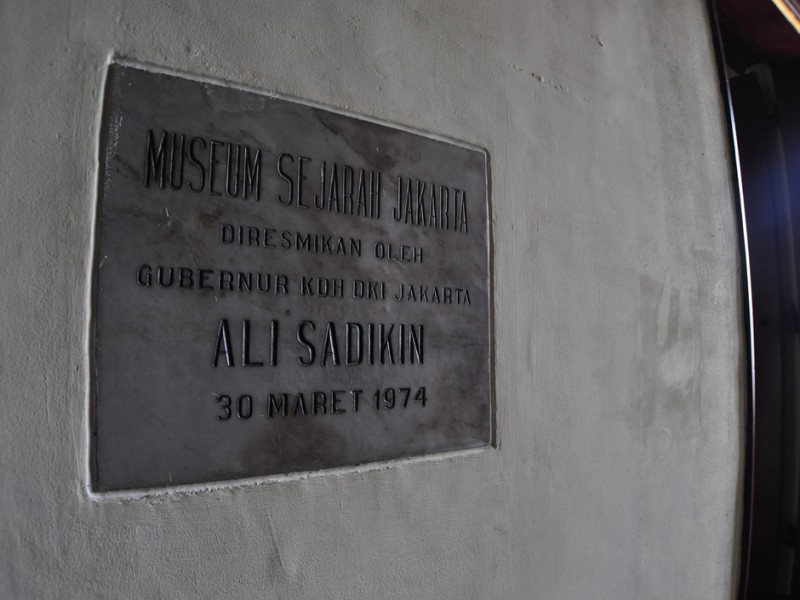 MUSEUM SEJARAH JAKARTA
DIRESMIKAN OLEH
GUBERNUR KDH DKI JAKARTA
ALI SADIKIN
30 MARET 1974